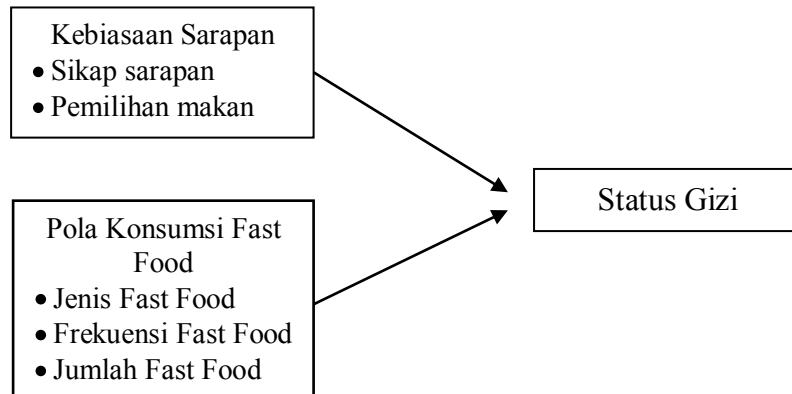 Kebiasaan Sarapan
• Sikap sarapan
• Pemilihan makan
Pola Konsumsi Fast
Food
• Jenis Fast Food
• Frekuensi Fast Food
• Jumlah Fast Food
Status Gizi